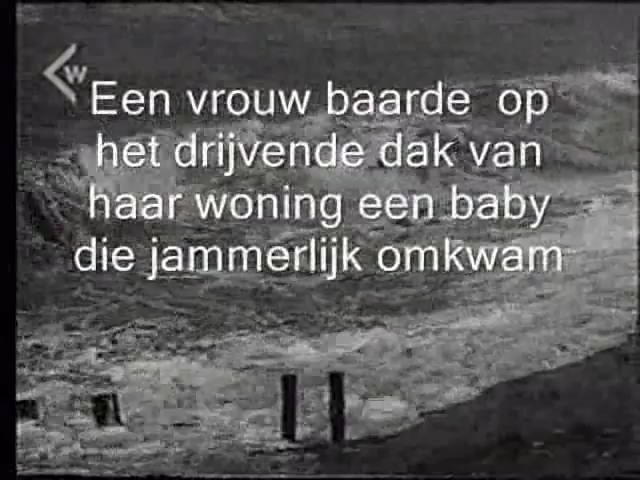 w
Een vrouw baarde op
het drijvende dak van
haar woning een baby
die jammerlijk omkwam